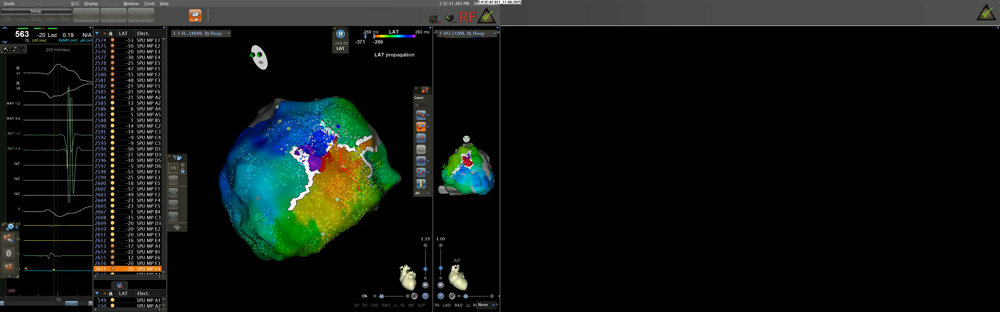 Study ECG Display Window Tools Help
2:32:41.385 PM
14:32:42.921_11.06.2025
Setup
HW Loc. Study Cath. Map
RF
563 -20 Loc 0.19 N/A
CL LAT (ms) Bi(MP) (mV) µBi (mV
200 mm/sec
R
V1
R
V5
MAP 1-2
MAP 3-4
REF 1-2
REF 3-4
N/C
N/C
N/C
II
C3
C5
F1
F4
-268
0s
LAT Elect.
2574 -53 SPU MP E1
2575 -50 SPU MP E2
2576 -20 SPU MP E3
2577 -30 SPU MP E4
2578 -25 SPU MP E5
2579 -47 SPU MP F1
2580 -55 SPU MP F2
2581 -48 SPU MP F3
2582 -21 SPU MP F5
2583 -21 SPU MP F6
2584 -21 SPU MP A2
2585 13 SPU MP A2
2586 6 SPU MP A4
2587 5 SPU MP A5
2588 1 SPU MP B5
2590 -14 SPU MP C2
2591 -14 SPU MP C3
2592 -9 SPU MP C4
2593 -9 SPU MP C5
2594 -50 SPU MP D1
2595 -21 SPU MP D3
2596 -10 SPU MP D5
2597 -5 SPU MP D6
2598 -51 SPU MP E1
2599 -25 SPU MP E3
2600 -18 SPU MP E5
2602 -57 SPU MP F1
2603 -49 SPU MP F2
2604 -23 SPU MP F4
2605 -23 SPU MP F5
2607 1 SPU MP B4
2608 -15 SPU MP C3
2609 -20 SPU MP D3
2610 -20 SPU MP E2
2611 -20 SPU MP E3
2612 -16 SPU MP E4
2613 -17 SPU MP A1
2614 -22 SPU MP B1
2615 12 SPU MP E6
2616 -20 SPU MP F3
2617 -20 SPU MP F4
LAT Elect.
549 SPU MP A1
550 SPU MP A2
1-1-R... (4049, 0) Resp
-268.00
LAT
-268 ms LAT 260 ms
-371 -260
LAT propagation
16
Gated
AI
All
L
1.33
0%
AP PA LAO RAO LL RL INF SUP
1-VG (1268, 0) Resp
1.00
AP
PA LAO RAO LL RL None